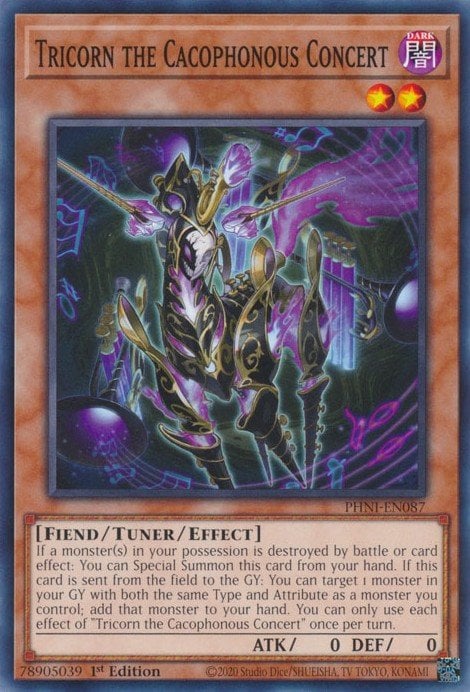 TRICORN THE CACOPHONOUS CONCERT
DARK
闇
PHNI-EN087
[FIEND/TUNER/EFFECT]
If a monster(s) in your possession is destroyed by battle or card
effect: You can Special Summon this card from your hand. If this
card is sent from the field to the GY: You can target 1 monster in
your GY with both the same Type and Attribute as a monster you
control; add that monster to your hand. You can only use each
effect of "Tricorn the Cacophonous Concert" once per turn.
ATK/ 0 DEF/ 0
78905039 1st Edition ©2020 Studio Dice/SHUEISHA, TV TOKYO, KONAMI